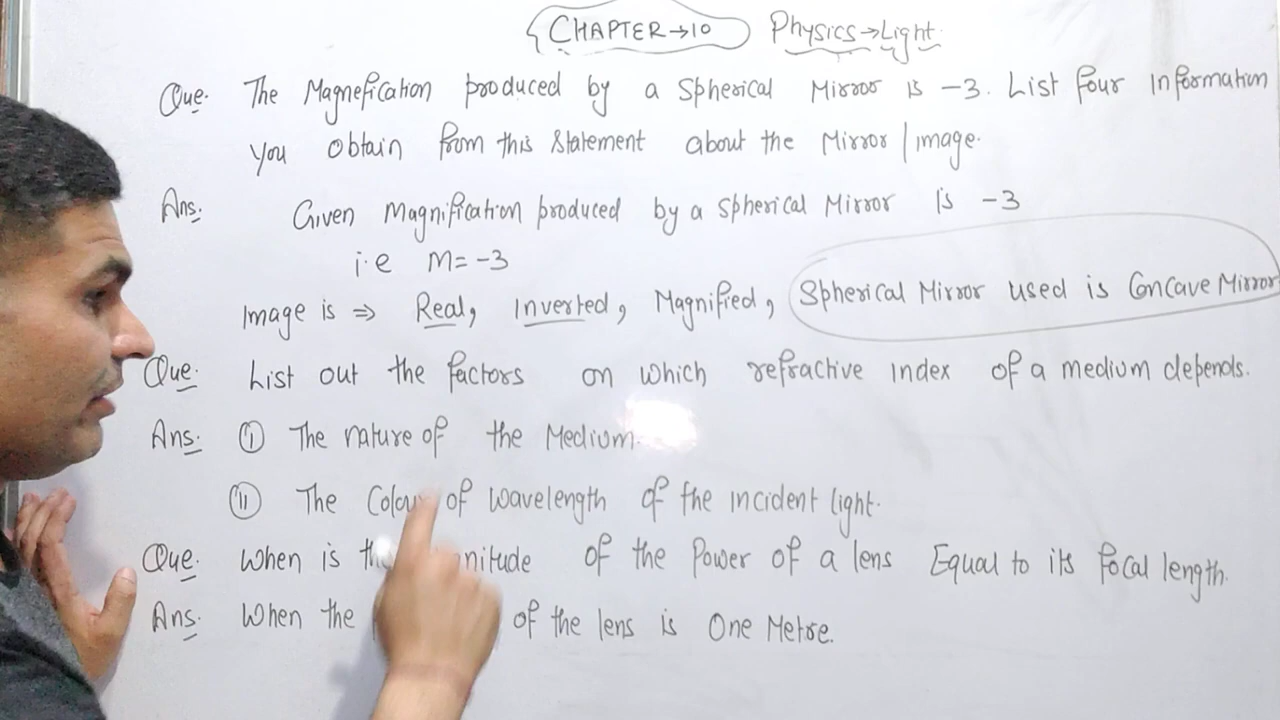 CHAPTER→10 Physics→Light
Que. The Magnefication produced by a Spherical Mirror is -3. List four Information
You obtain from this Statement about the Mirror/image.
Ans. Given Magnification produced by a Spherical Mirror is -3
i.e M=-3
Image is ⇒ Real, Inverted, Magnified, Spherical Mirror used is Concave Mirror
Que. List out the factors on which refractive index of a medium depends.
Ans. (I) The nature of the Medium.
(II) The of Wavelength of the incident light.
Que. When is of the Power of a lens Equal to its focal length.
Ans. When the of the lens is One Metre.